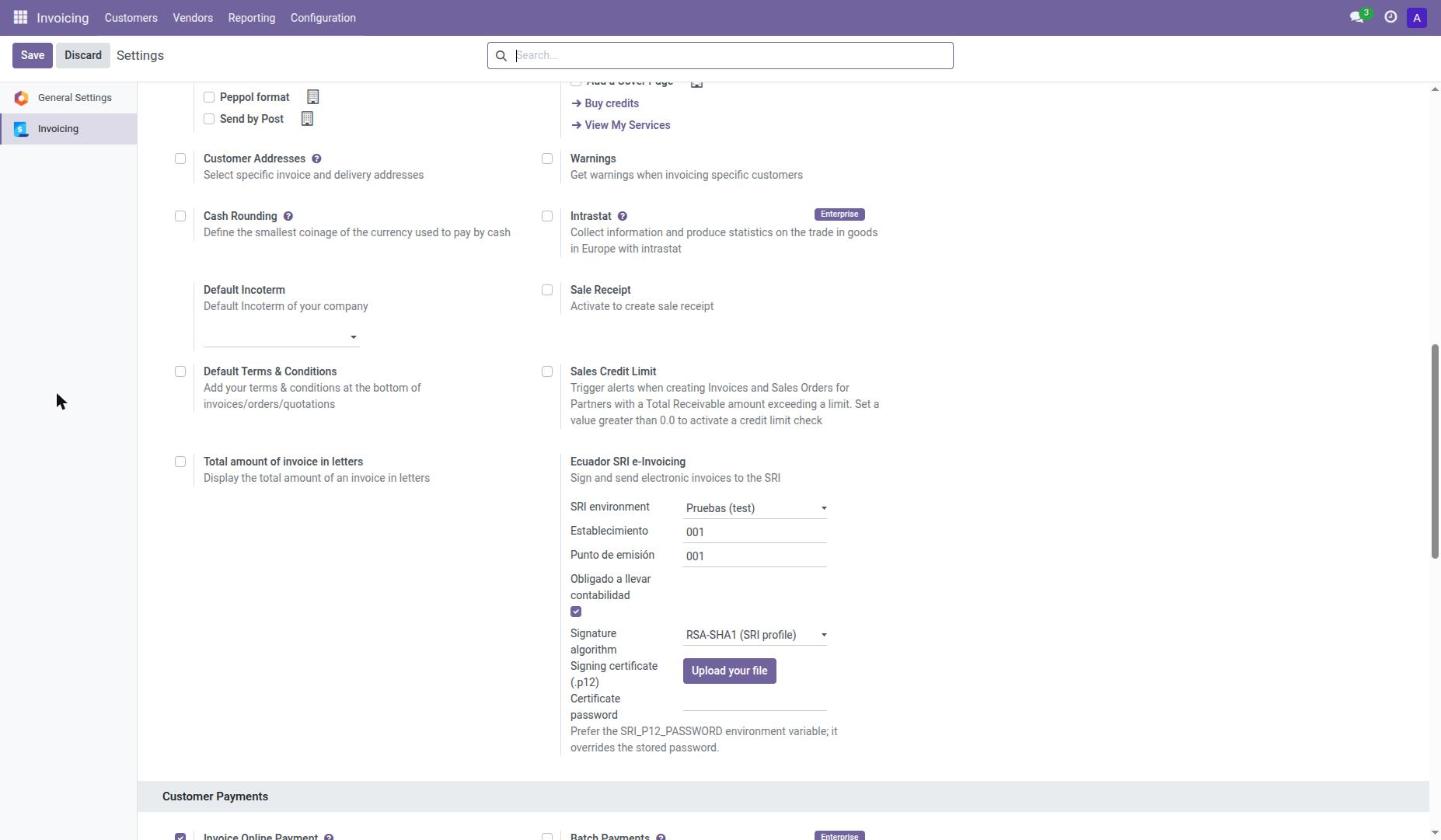 Invoicing
Customers
Vendors
Reporting
Configuration
3
A
Save
Discard
Settings
Search...
General Settings
Invoicing
Peppol format
Send by Post
Add a Cover Page
Buy credits
View My Services
Customer Addresses ?
Select specific invoice and delivery addresses
Warnings
Get warnings when invoicing specific customers
Cash Rounding ?
Define the smallest coinage of the currency used to pay by cash
Intrastat ?
Enterprise
Collect information and produce statistics on the trade in goods
in Europe with intrastat
Default Incoterm
Default Incoterm of your company
Sale Receipt
Activate to create sale receipt
Default Terms & Conditions
Add your terms & conditions at the bottom of
invoices/orders/quotations
Sales Credit Limit
Trigger alerts when creating Invoices and Sales Orders for
Partners with a Total Receivable amount exceeding a limit. Set a
value greater than 0.0 to activate a credit limit check
Total amount of invoice in letters
Display the total amount of an invoice in letters
Ecuador SRI e-Invoicing
Sign and send electronic invoices to the SRI
SRI environment
Pruebas (test)
Establecimiento
001
Punto de emisión
001
Obligado a llevar
contabilidad
Signature
algorithm
RSA-SHA1 (SRI profile)
Signing certificate
(.p12)
Upload your file
Certificate
password
Prefer the SRI_P12_PASSWORD environment variable; it
overrides the stored password.
Customer Payments
Invoice Online Payment ?
Batch Payments ?
Enterprise